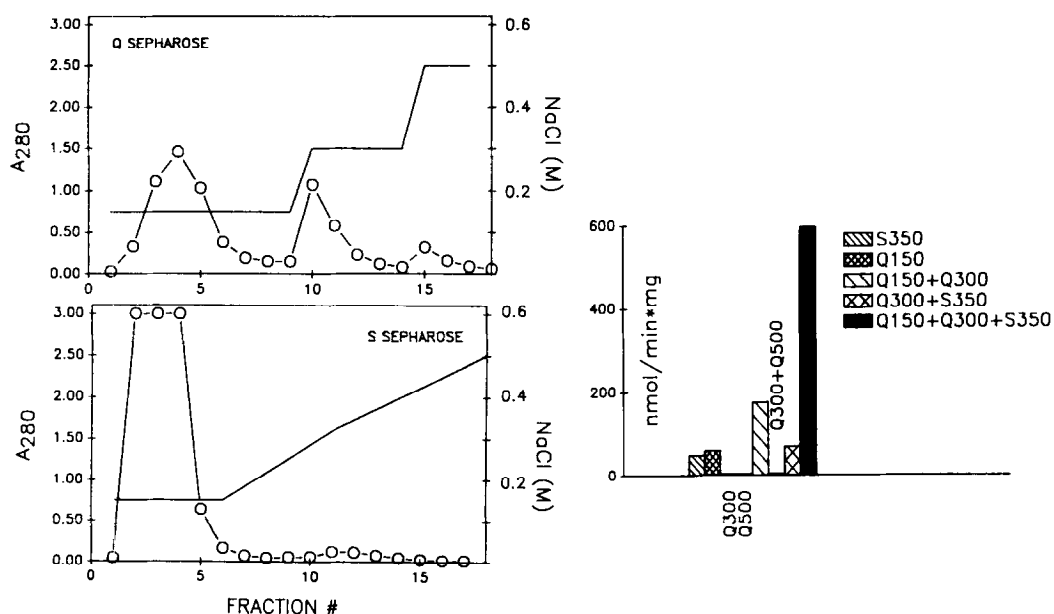 Q SEPHAROSE
3.00
2.50
2.00
1.50
1.00
0.50
0.00
A280
0.6
0.4
0.2
NaCl (M)
0
5
10
15
S SEPHAROSE
3.00
2.50
2.00
1.50
1.00
0.50
0.00
A280
0.6
0.4
0.2
NaCl (M)
0
5
10
15
FRACTION #
600
400
200
0
nmol/min*mg
Q300
Q500
Q300+Q500
S350
Q150
Q150+Q300
Q300+S350
Q150+Q300+S350